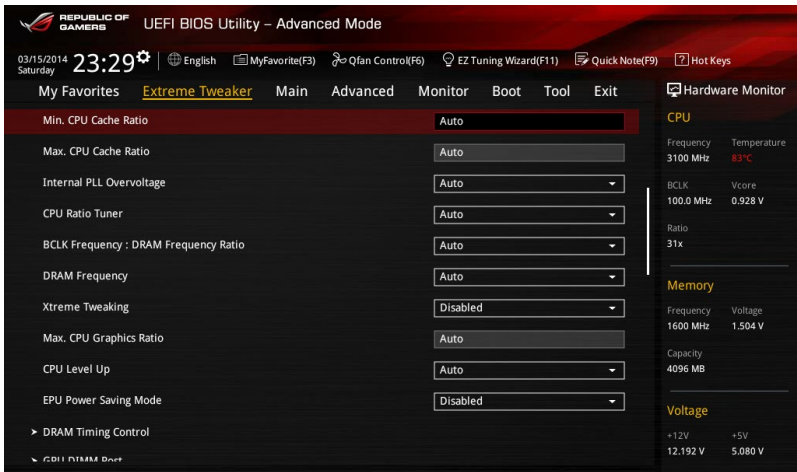 REPUBLIC OF
GAMERS
UEFI BIOS Utility – Advanced Mode
03/15/2014
Saturday
23:29
English
MyFavorite(F3)
Qfan Control(F6)
EZ Tuning Wizard(F11)
Quick Note(F9)
? Hot Keys
My Favorites Extreme Tweaker Main Advanced Monitor Boot Tool Exit
Min. CPU Cache Ratio Auto
Max. CPU Cache Ratio Auto
Internal PLL Overvoltage Auto
CPU Ratio Tuner Auto
BCLK Frequency : DRAM Frequency Ratio Auto
DRAM Frequency Auto
Xtreme Tweaking Disabled
Max. CPU Graphics Ratio Auto
CPU Level Up Auto
EPU Power Saving Mode Disabled
> DRAM Timing Control
> GPU DIMM Post
Hardware Monitor
CPU
Frequency Temperature
3100 MHz 83°C
BCLK Vcore
100.0 MHz 0.928 V
Ratio
31x
Memory
Frequency Voltage
1600 MHz 1.504 V
Capacity
4096 MB
Voltage
+12V +5V
12.192 V 5.080 V